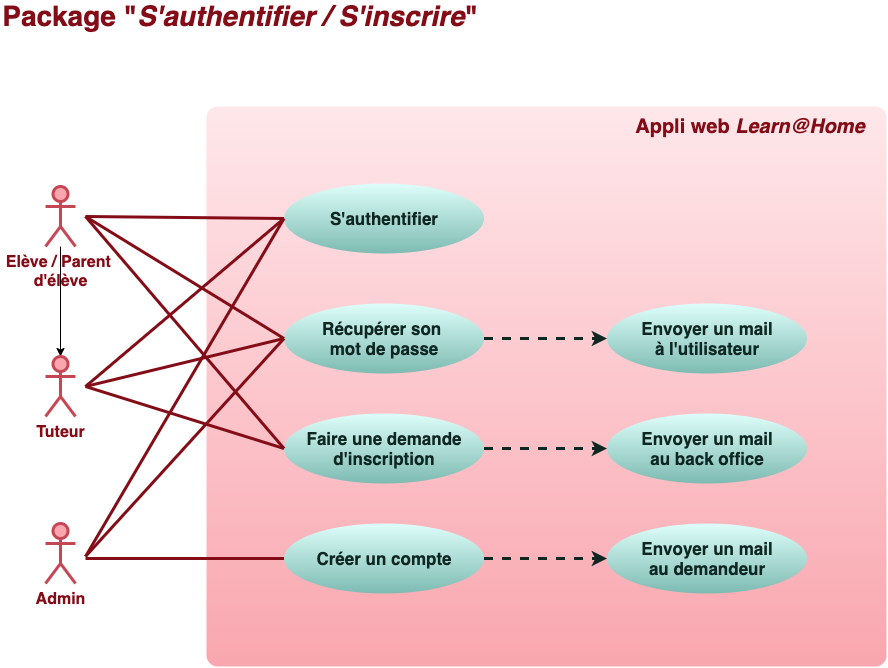 Package "S'authentifier / S'inscrire"
Appli web Learn@Home
S'authentifier
Elève / Parent
d'élève
Récupérer son
mot de passe
Envoyer un mail
à l'utilisateur
Tuteur
Faire une demande
d'inscription
Envoyer un mail
au back office
Admin
Créer un compte
Envoyer un mail
au demandeur